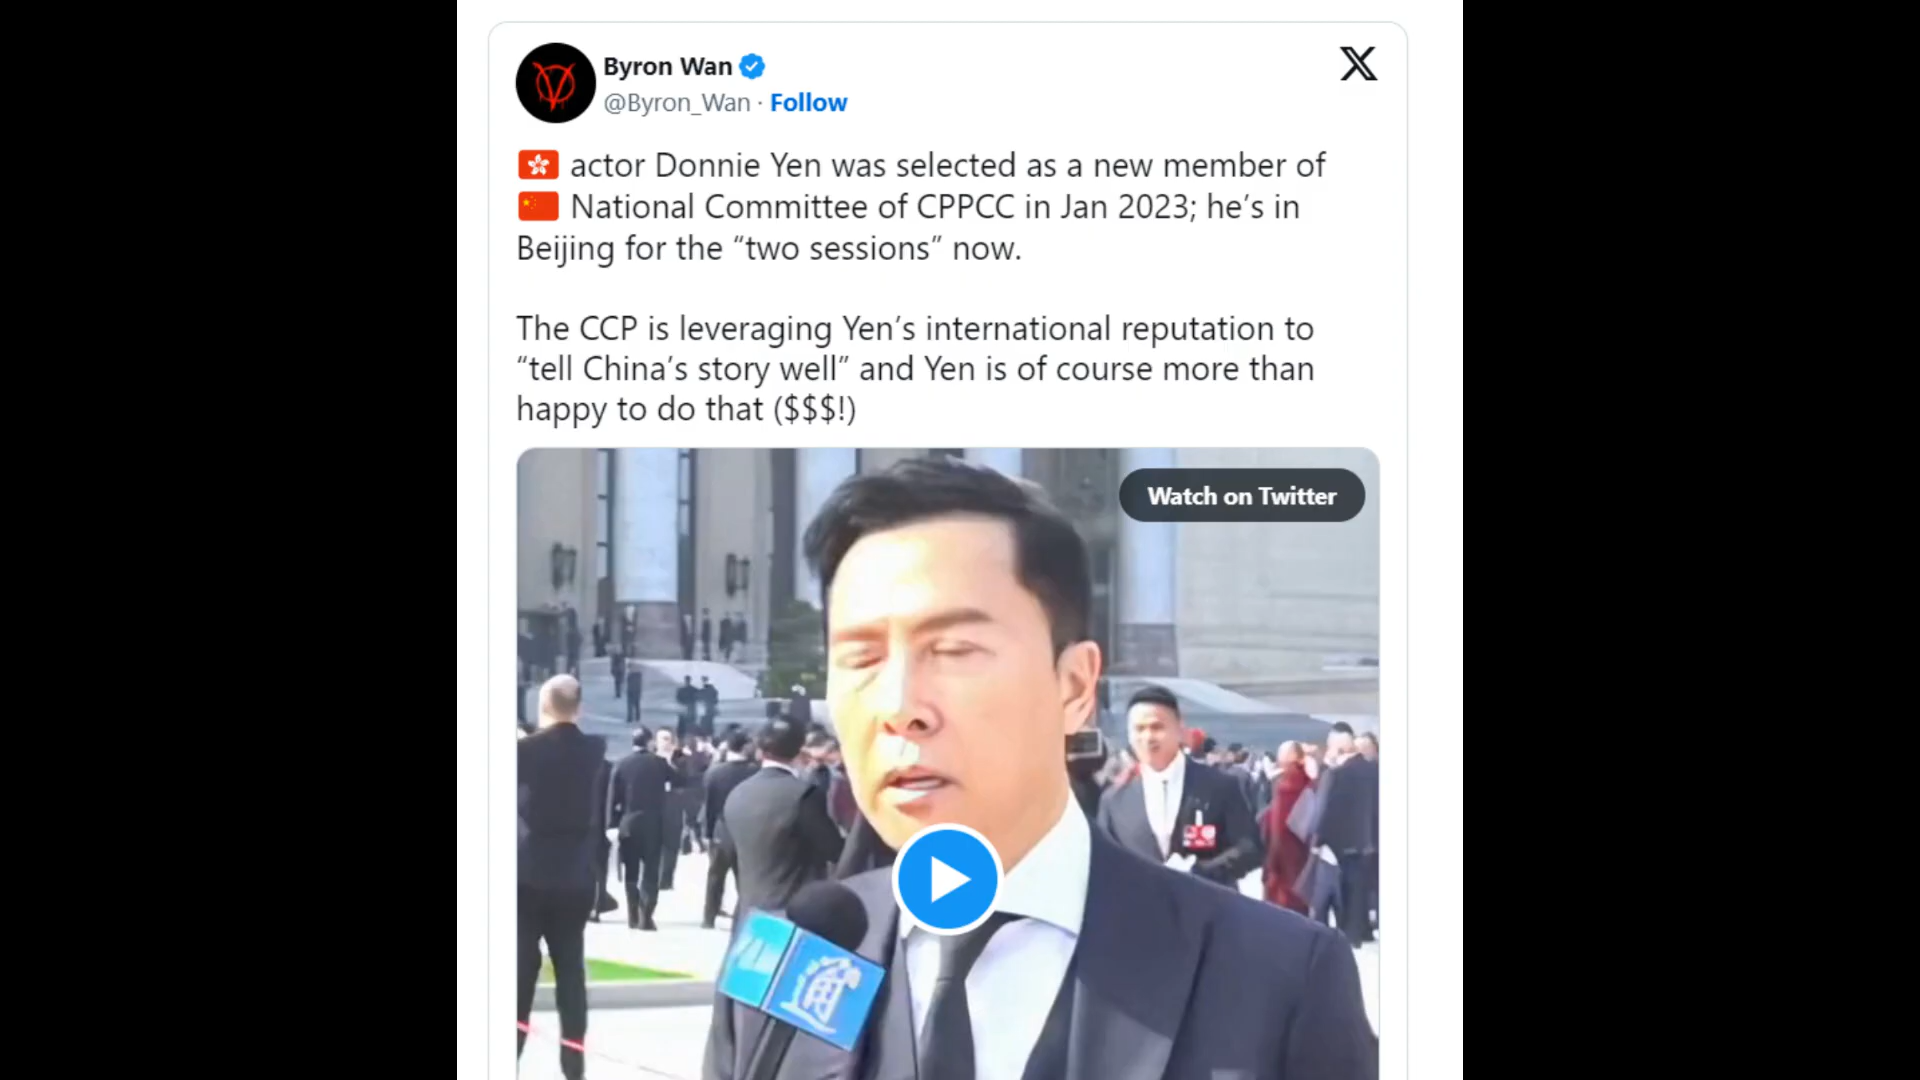 Byron Wan
@Byron_Wan · Follow
actor Donnie Yen was selected as a new member of
National Committee of CPPCC in Jan 2023; he’s in
Beijing for the “two sessions” now.
The CCP is leveraging Yen’s international reputation to
“tell China’s story well” and Yen is of course more than
happy to do that ($$$!)
Watch on Twitter